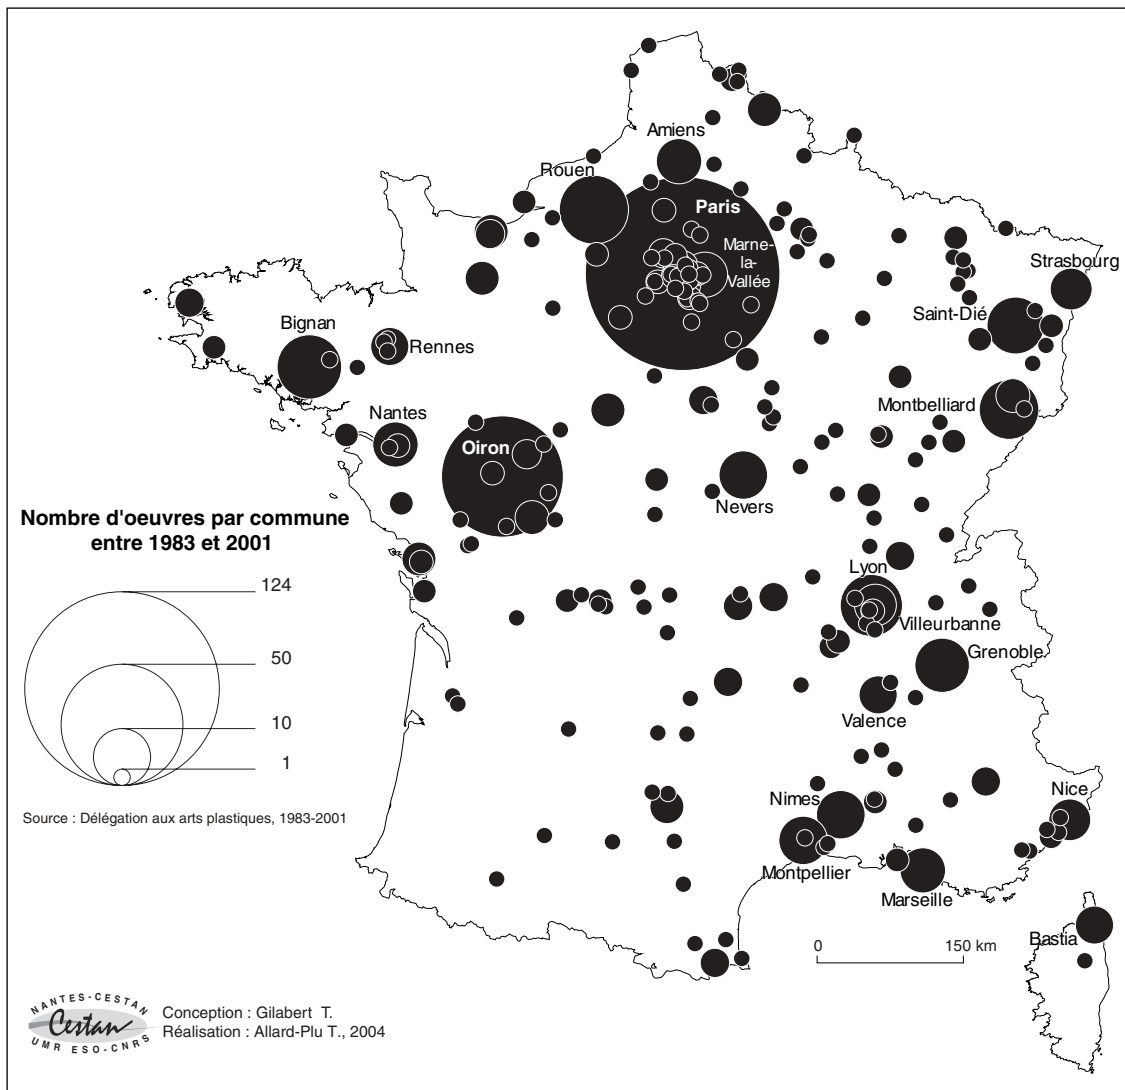 Amiens
Rouen
Paris
Marne-
la-
Vallée
Strasbourg
Saint-Dié
Bignan
Rennes
Montbelliard
Nantes
Oiron
Nevers
Nombre d'oeuvres par commune
entre 1983 et 2001
124
50
10
1
Source : Délégation aux arts plastiques, 1983-2001
Lyon
Villeurbanne
Grenoble
Valence
Nimes
Nice
Montpellier
Marseille
Bastia
0 150 km
NANTES-CESTAN
Cestan
UMR ESO-CNRS
Conception : Gilabert T.
Réalisation : Allard-Plu T., 2004